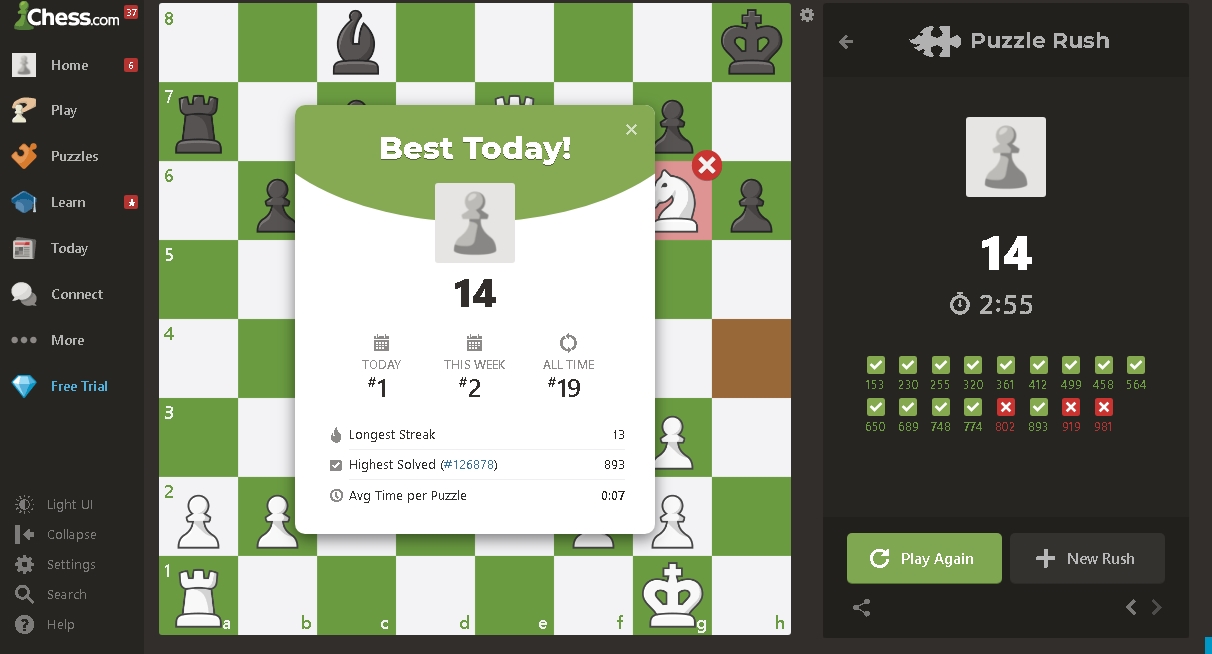 Chess.com 37
Home 6
Play
Puzzles
Learn
Today
Connect
More
Free Trial
Light UI
Collapse
Settings
Search
Help
8
7
6
5
4
3
2
1
a b c d e f g h
Best Today!
14
TODAY THIS WEEK ALL TIME
#1 #2 #19
Longest Streak 13
Highest Solved (#126878) 893
Avg Time per Puzzle 0:07
Puzzle Rush
14
2:55
153 230 255 320 361 412 499 458 564
650 689 748 774 802 893 919 981
Play Again
New Rush